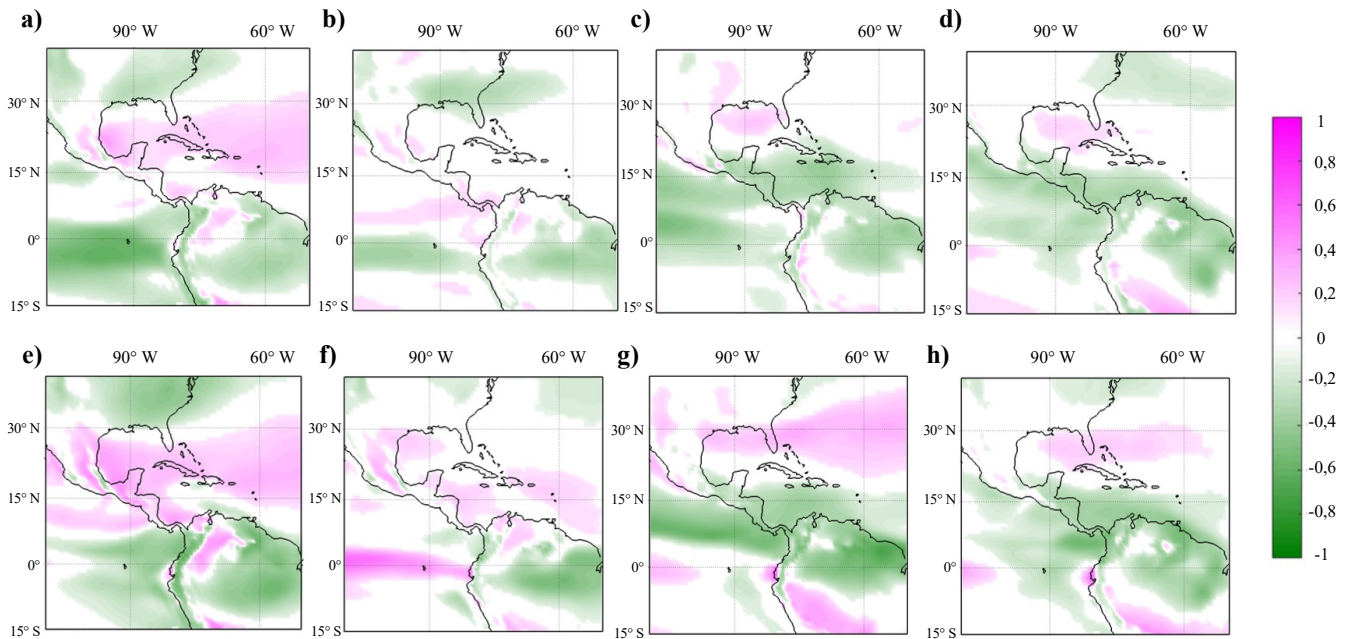 a) b) c) d)
90° W 60° W 90° W 60° W 90° W 60° W 90° W 60° W
30° N 30° N 30° N 30° N
15° N 15° N 15° N 15° N
0° 0° 0° 0°
15° S 15° S 15° S 15° S
e) f) g) h)
90° W 60° W 90° W 60° W 90° W 60° W 90° W 60° W
30° N 30° N 30° N 30° N
15° N 15° N 15° N 15° N
0° 0° 0° 0°
15° S 15° S 15° S 15° S
1
0,8
0,6
0,4
0,2
0
-0,2
-0,4
-0,6
-0,8
-1